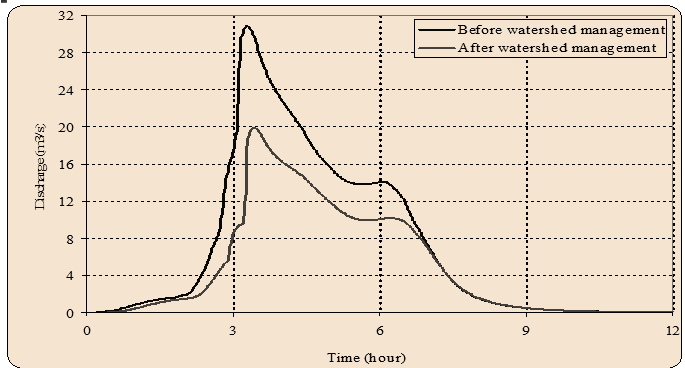 32
Before watershed management
After watershed management
28
24
20
16
12
8
4
0
Discharge(m3/s)
0 3 6 9 12
Time (hour)